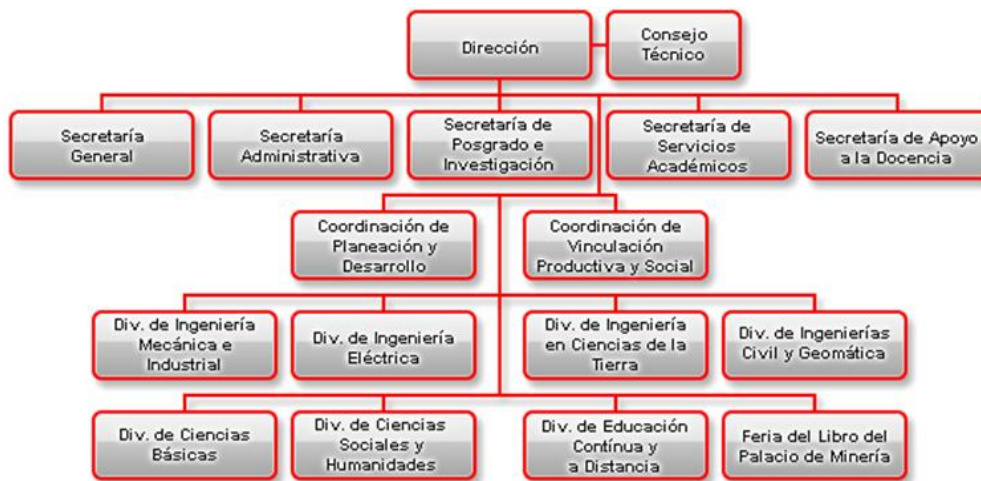 Dirección
Consejo
Técnico
Secretaría
General
Secretaría
Administrativa
Secretaría de
Posgrado e
Investigación
Secretaría de
Servicios
Académicos
Secretaría de Apoyo
a la Docencia
Coordinación de
Planeación y
Desarrollo
Coordinación de
Vinculación
Productiva y Social
Div. de Ingeniería
Mecánica e
Industrial
Div. de Ingeniería
Eléctrica
Div. de Ingeniería
en Ciencias de la
Tierra
Div. de Ingenierías
Civil y Geomática
Div. de Ciencias
Básicas
Div. de Ciencias
Sociales y
Humanidades
Div. de Educación
Contínua y
a Distancia
Feria del Libro del
Palacio de Minería